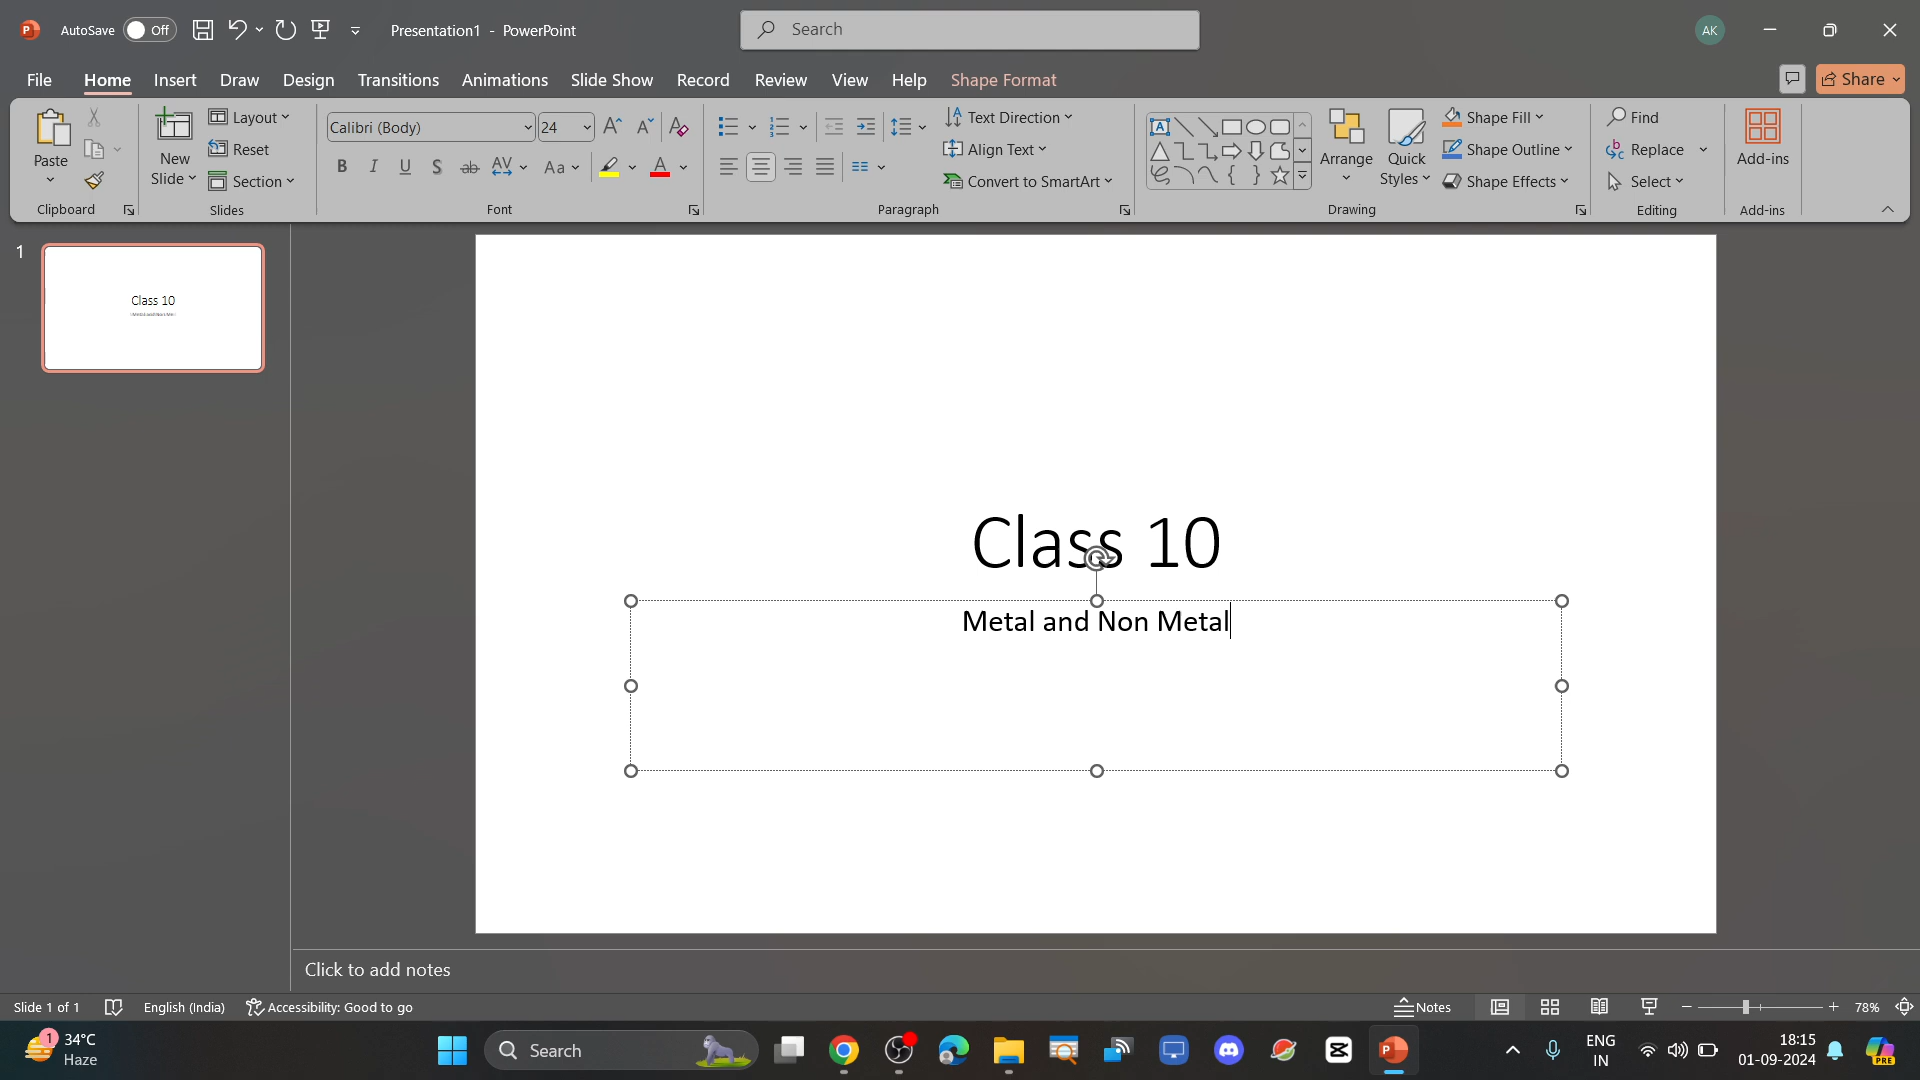 AutoSave Off Presentation1 - PowerPoint Search AK
File Home Insert Draw Design Transitions Animations Slide Show Record Review View Help Shape Format Share
Paste
Clipboard
New
Slide
Layout
Reset
Section
Slides
Calibri (Body) 24
B I U S ab AV Aa A
Font
Text Direction
Align Text
Convert to SmartArt
Paragraph
Arrange
Quick
Styles
Shape Fill
Shape Outline
Shape Effects
Drawing
Find
Replace
Select
Editing
Add-ins
Add-ins
1
Class 10
Class 10
Metal and Non Metal
Click to add notes
Slide 1 of 1 English (India) Accessibility: Good to go Notes 78%
1
34°C
Haze
Search
ENG
IN
18:15
01-09-2024
PRE